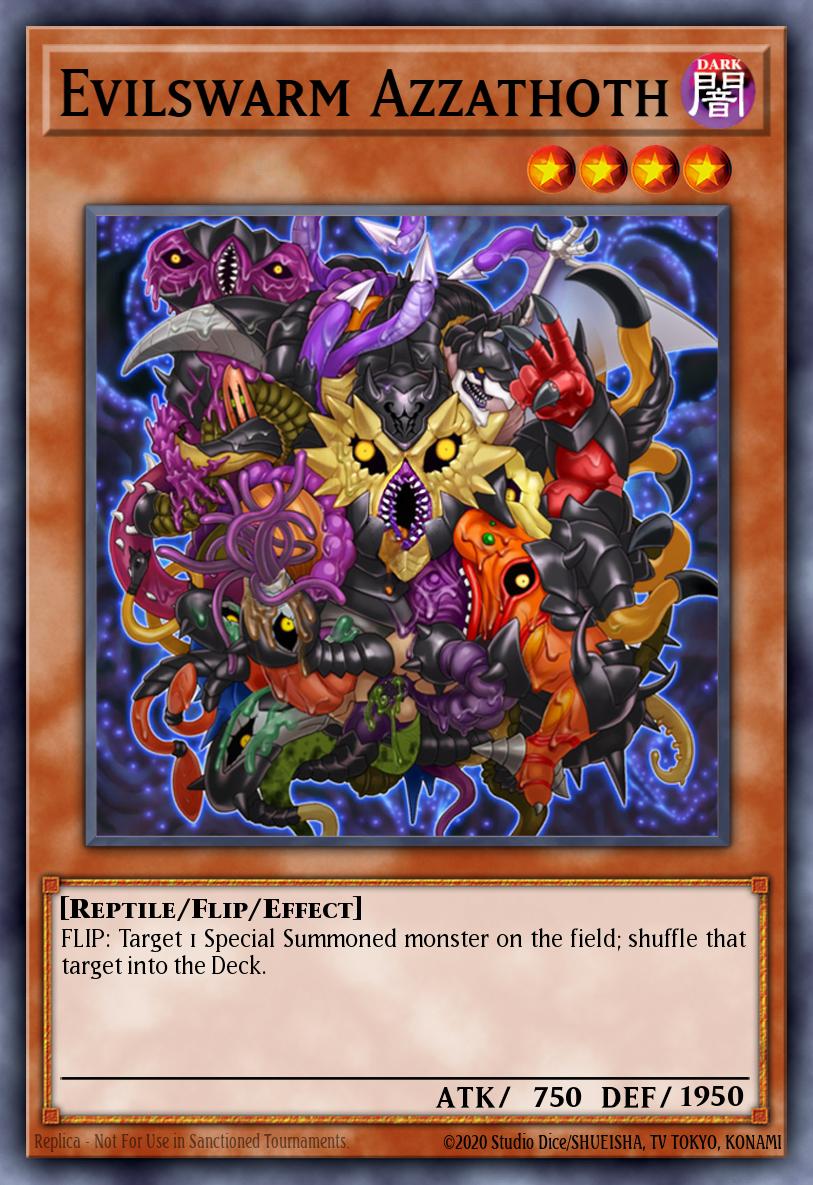 EVILSWARM AZZATHOTH
DARK
闇
[REPTILE/FLIP/EFFECT]
FLIP: Target 1 Special Summoned monster on the field; shuffle that
target into the Deck.
ATK/ 750 DEF/ 1950
Replica - Not For Use in Sanctioned Tournaments.
©2020 Studio Dice/SHUEISHA, TV TOKYO, KONAMI